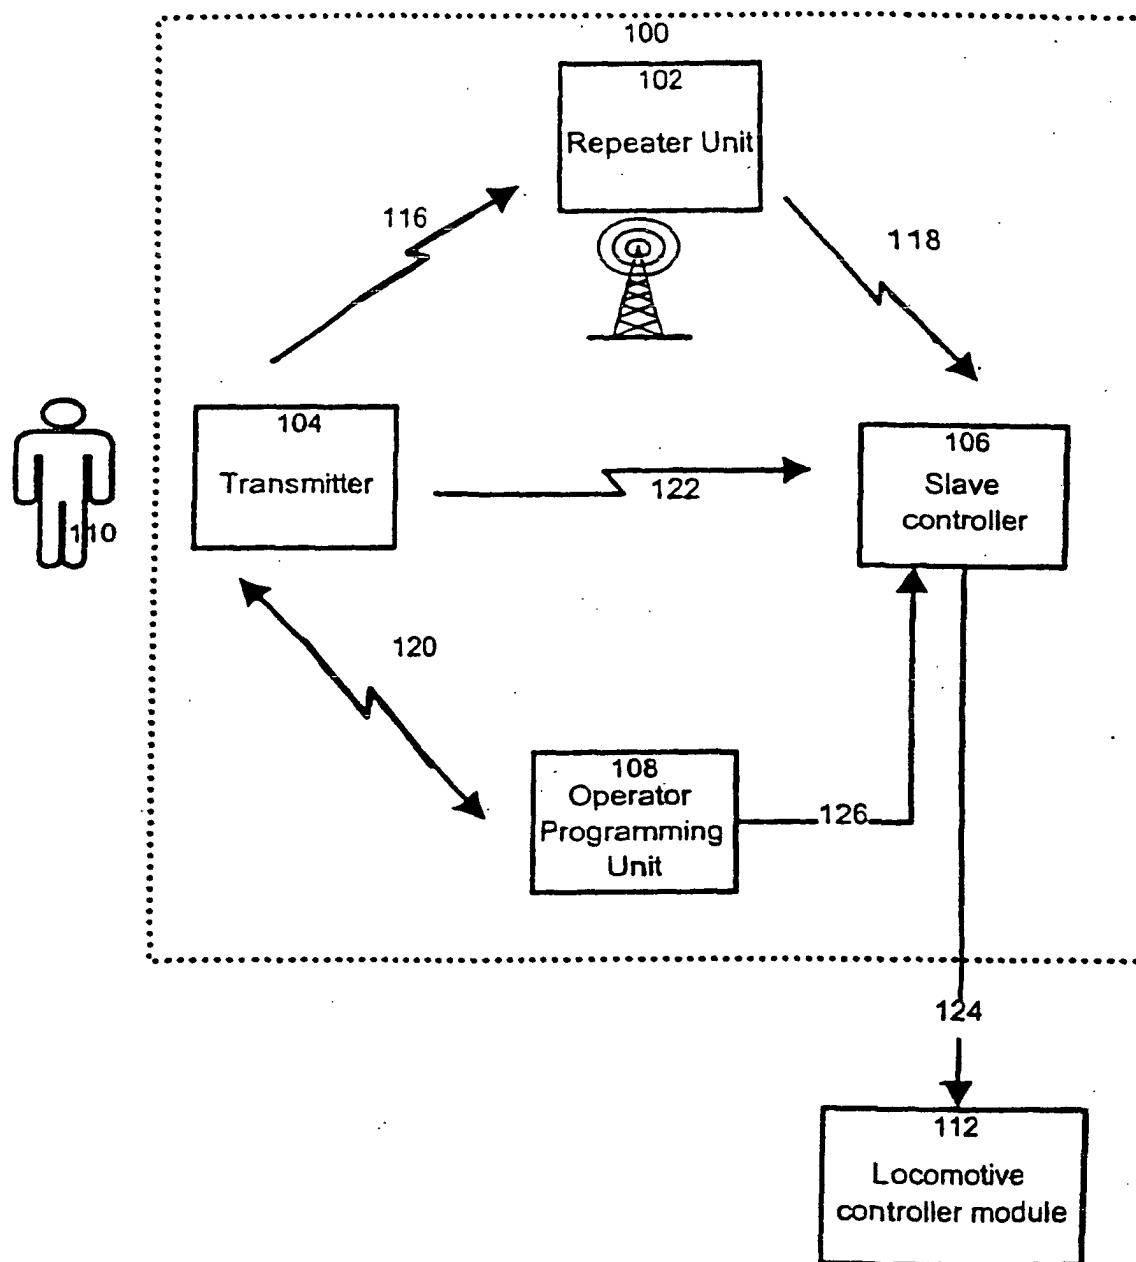 100
102
Repeater Unit
116
118
104
Transmitter
106
Slave
controller
122
110
120
108
Operator
Programming
Unit
126
124
112
Locomotive
controller module